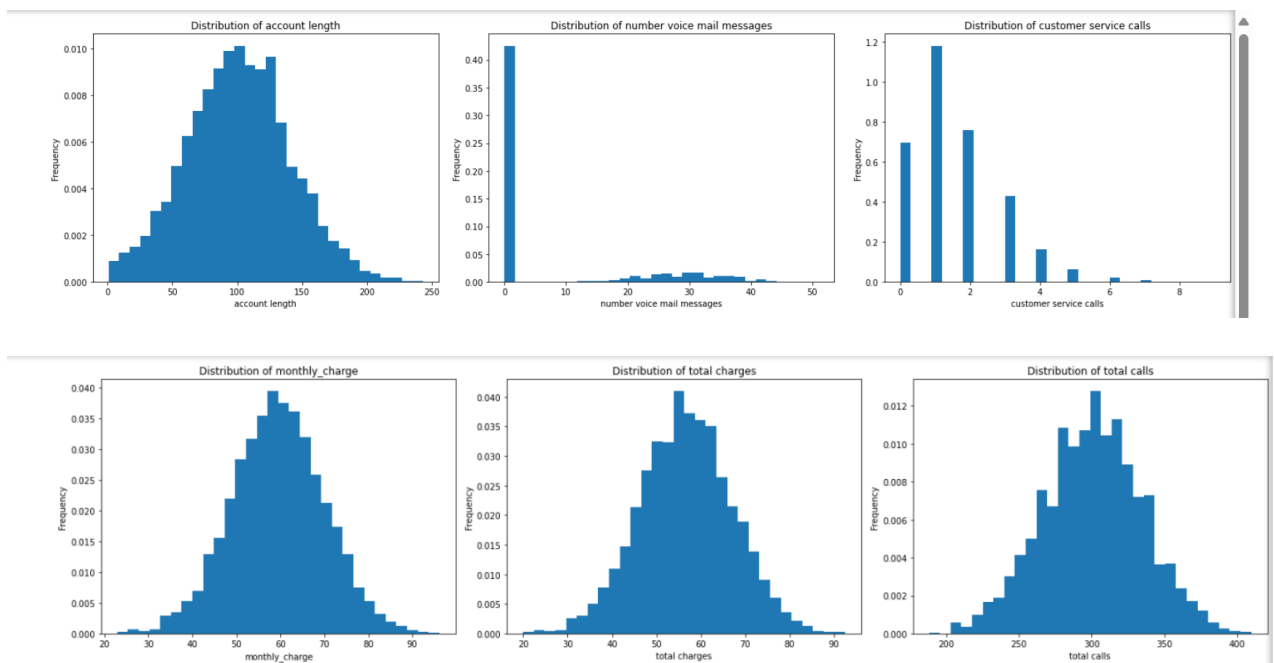 Distribution of account length
Distribution of number voice mail messages
Distribution of customer service calls
Frequency
0.010
0.008
0.006
0.004
0.002
0.000
0 50 100 150 200 250
account length
Frequency
0.40
0.35
0.30
0.25
0.20
0.15
0.10
0.05
0.00
0 10 20 30 40 50
number voice mail messages
Frequency
1.2
1.0
0.8
0.6
0.4
0.2
0.0
0 2 4 6 8
customer service calls
Distribution of monthly_charge
Distribution of total charges
Distribution of total calls
Frequency
0.040
0.035
0.030
0.025
0.020
0.015
0.010
0.005
0.000
20 30 40 50 60 70 80 90
monthly_charge
Frequency
0.040
0.035
0.030
0.025
0.020
0.015
0.010
0.005
0.000
20 30 40 50 60 70 80 90
total charges
Frequency
0.012
0.010
0.008
0.006
0.004
0.002
0.000
250 300 350 400
total calls